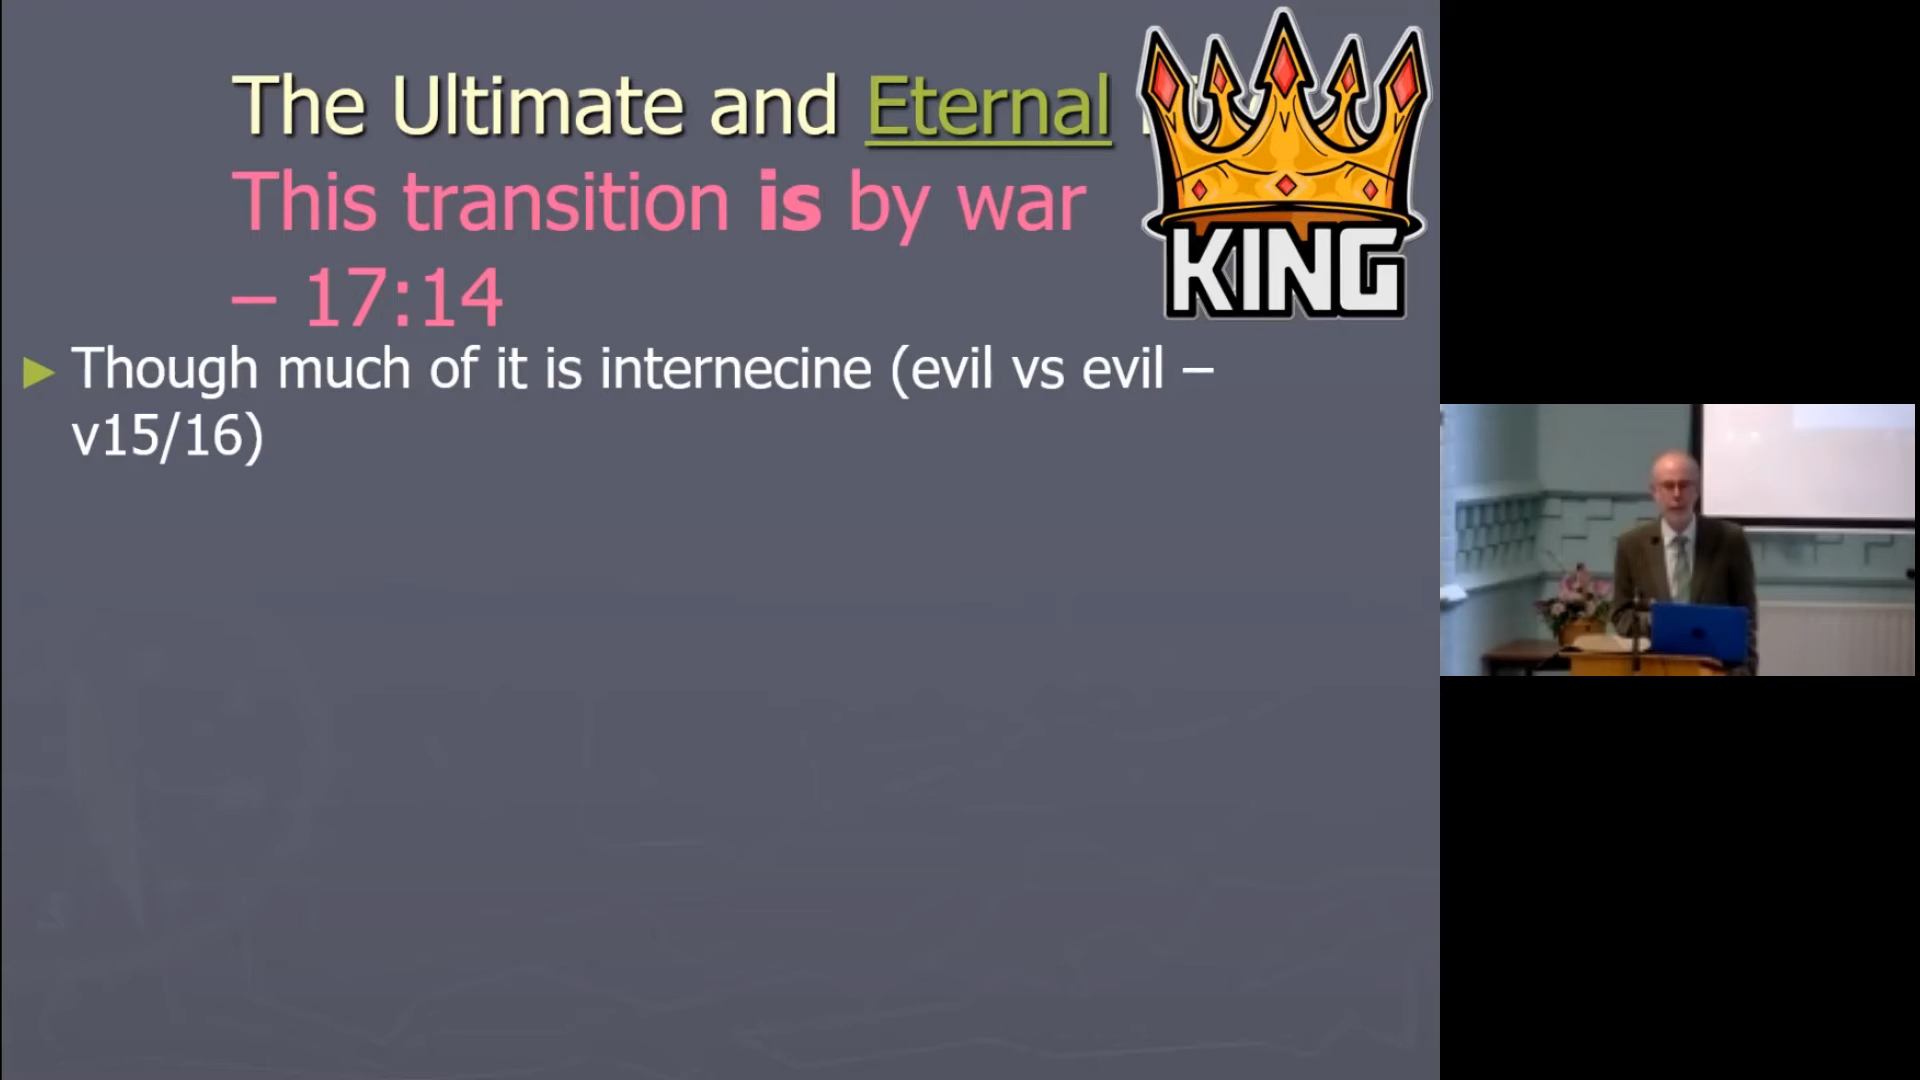 The Ultimate and Eternal
This transition is by war
– 17:14
KING
► Though much of it is internecine (evil vs evil –
v15/16)